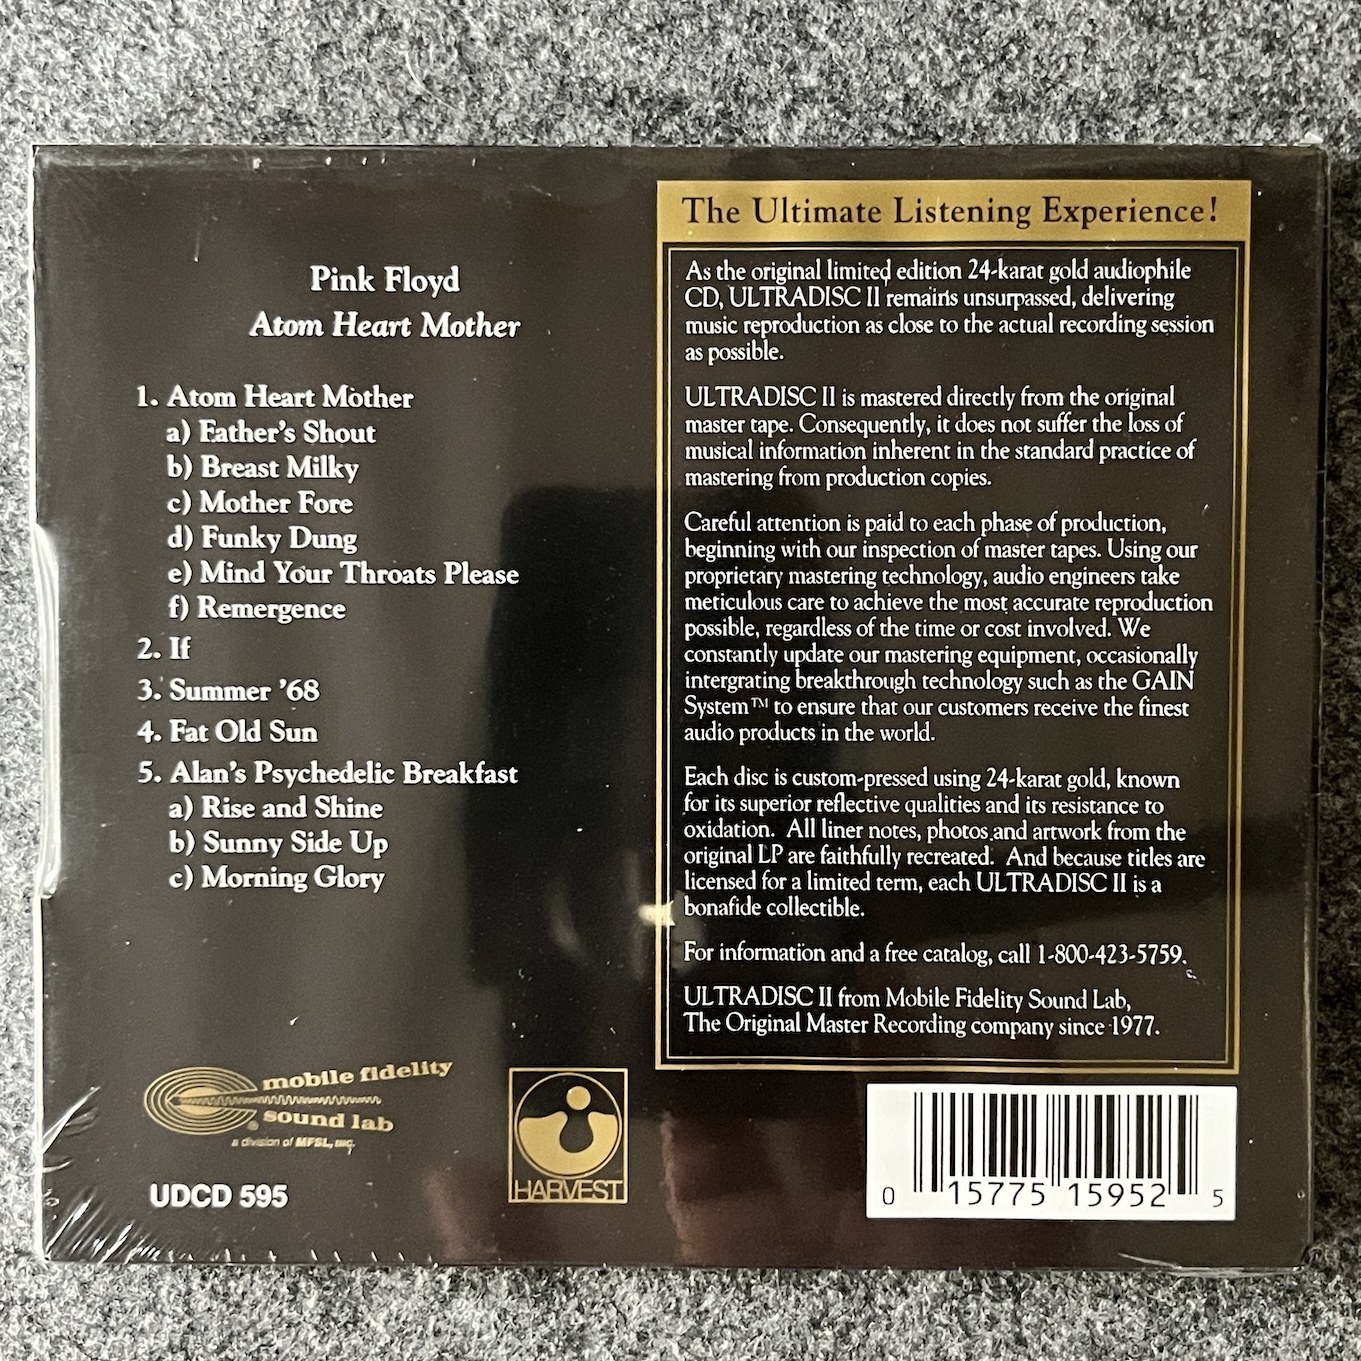 Pink Floyd
Atom Heart Mother
1. Atom Heart Mother
a) Father's Shout
b) Breast Milky
c) Mother Fore
d) Funky Dung
e) Mind Your Throats Please
f) Remergence
2. If
3. Summer '68
4. Fat Old Sun
5. Alan's Psychedelic Breakfast
a) Rise and Shine
b) Sunny Side Up
c) Morning Glory
The Ultimate Listening Experience!
As the original limited edition 24-karat gold audiophile
CD, ULTRADISC II remains unsurpassed, delivering
music reproduction as close to the actual recording session
as possible.
ULTRADISC II is mastered directly from the original
master tape. Consequently, it does not suffer the loss of
musical information inherent in the standard practice of
mastering from production copies.
Careful attention is paid to each phase of production,
beginning with our inspection of master tapes. Using our
proprietary mastering technology, audio engineers take
meticulous care to achieve the most accurate reproduction
possible, regardless of the time or cost involved. We
constantly update our mastering equipment, occasionally
intergrating breakthrough technology such as the GAIN
System™ to ensure that our customers receive the finest
audio products in the world.
Each disc is custom-pressed using 24-karat gold, known
for its superior reflective qualities and its resistance to
oxidation. All liner notes, photos and artwork from the
original LP are faithfully recreated. And because titles are
licensed for a limited term, each ULTRADISC II is a
bonafide collectible.
For information and a free catalog, call 1-800-423-5759.
ULTRADISC II from Mobile Fidelity Sound Lab,
The Original Master Recording company since 1977.
mobile fidelity
® sound lab
a division of MFSL, INC.
UDCD 595
HARVEST
0 15775 15952 5